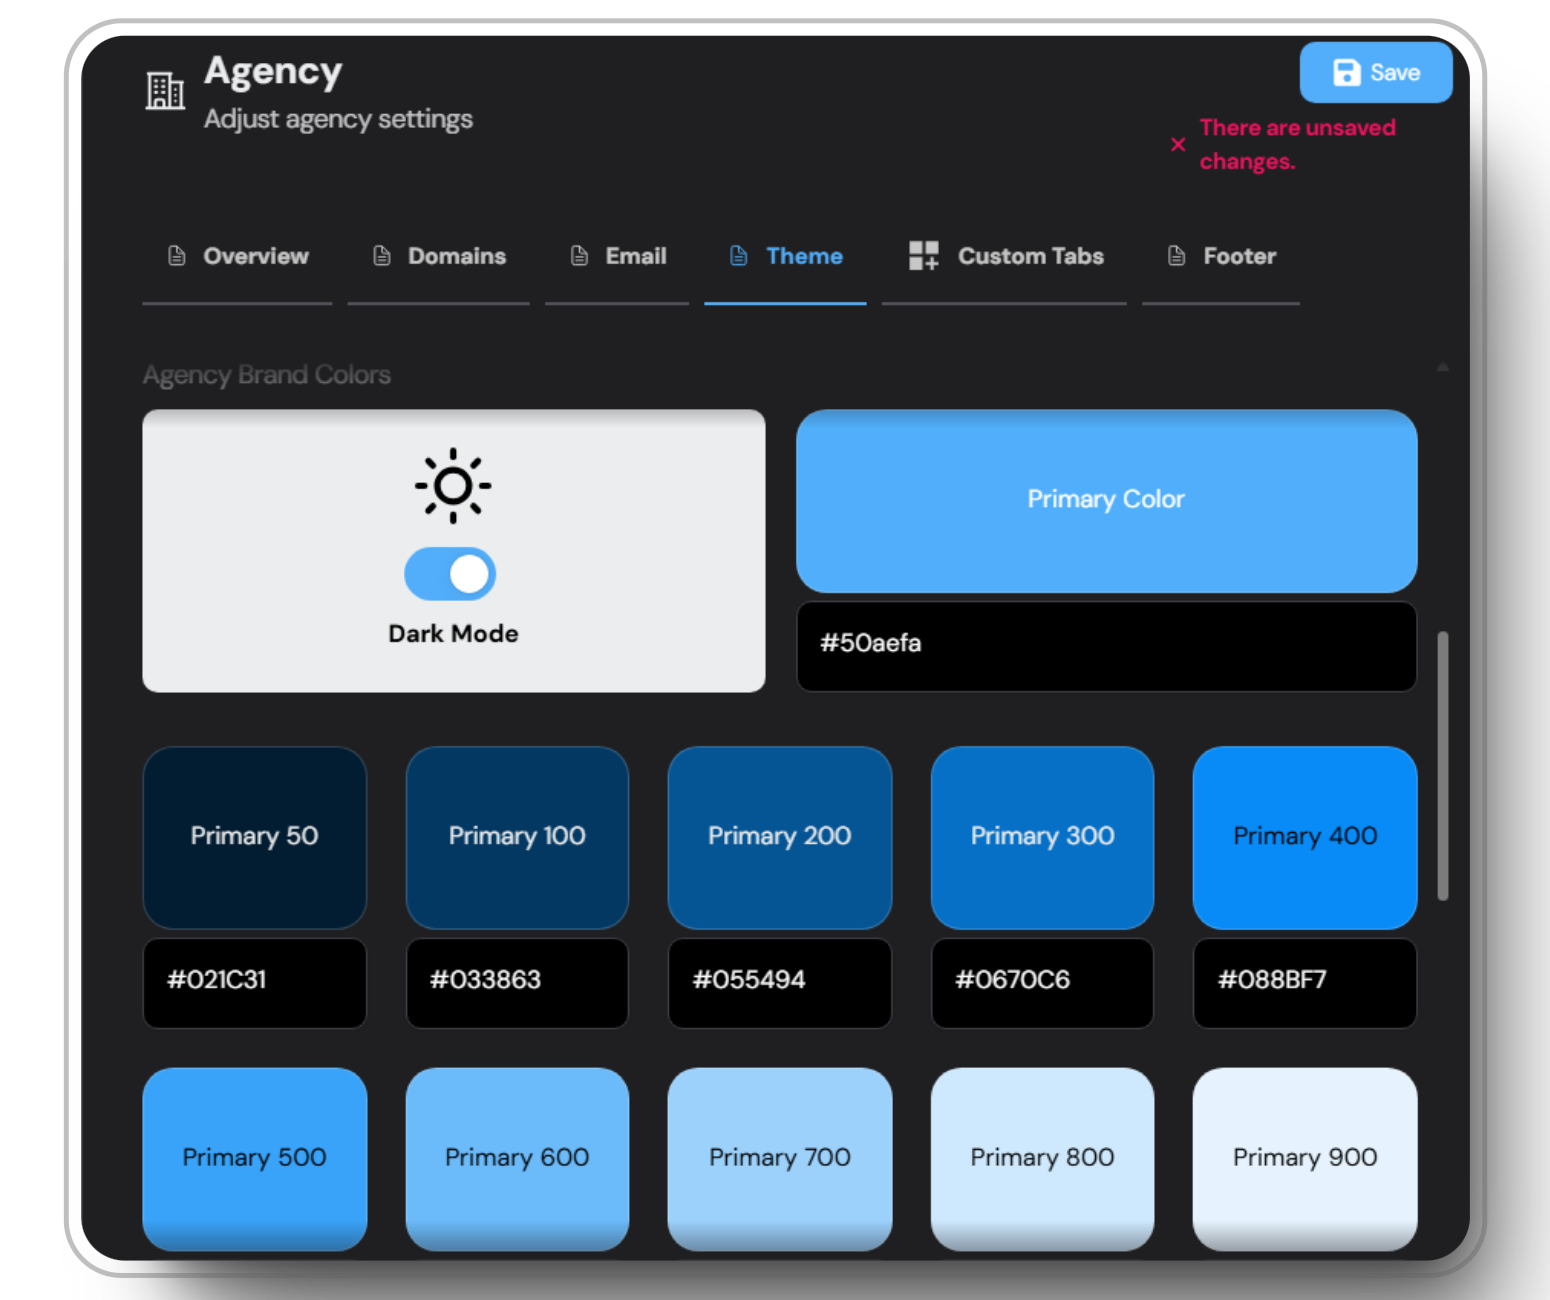 Agency
Adjust agency settings
Save
There are unsaved
changes.
Overview
Domains
Email
Theme
Custom Tabs
Footer
Agency Brand Colors
Dark Mode
Primary Color
#50aefa
Primary 50
Primary 100
Primary 200
Primary 300
Primary 400
#021C31
#033863
#055494
#0670C6
#088BF7
Primary 500
Primary 600
Primary 700
Primary 800
Primary 900